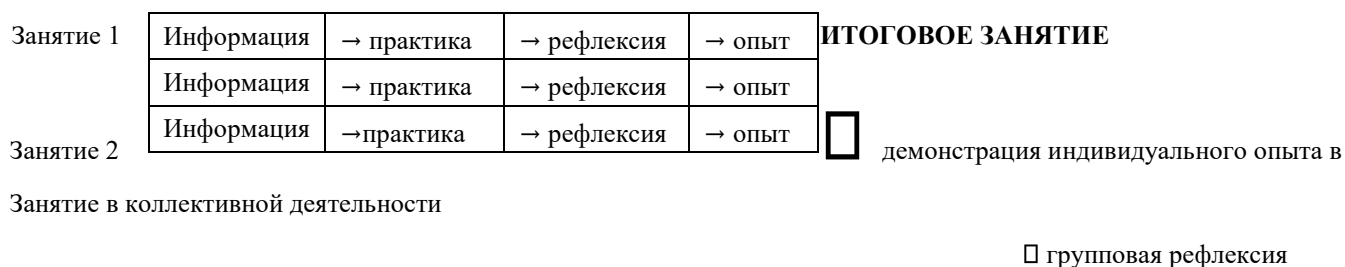 Занятие 1 Информация → практика → рефлексия → опыт ИТОГОВОЕ ЗАНЯТИЕ
Информация → практика → рефлексия → опыт
Информация →практика → рефлексия → опыт
Занятие 2 демонстрация индивидуального опыта в
Занятие в коллективной деятельности
групповая рефлексия